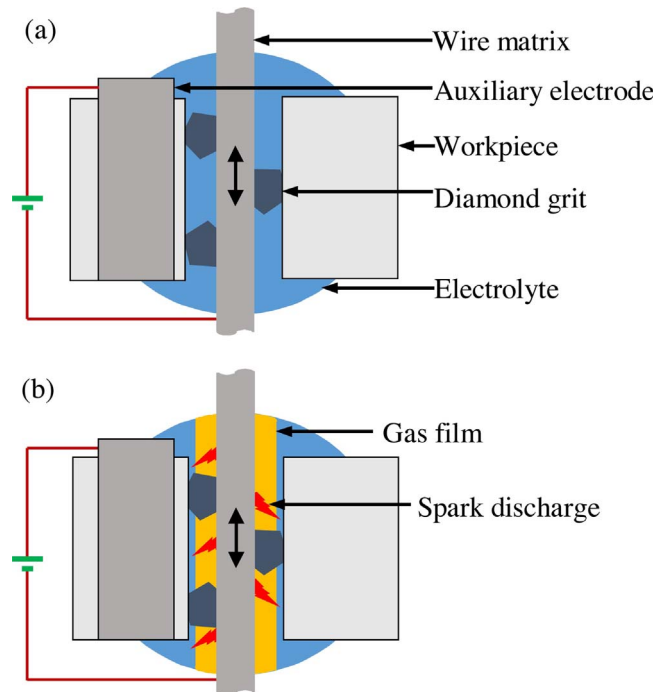 (a)
Wire matrix
Auxiliary electrode
Workpiece
Diamond grit
Electrolyte
(b)
Gas film
Spark discharge